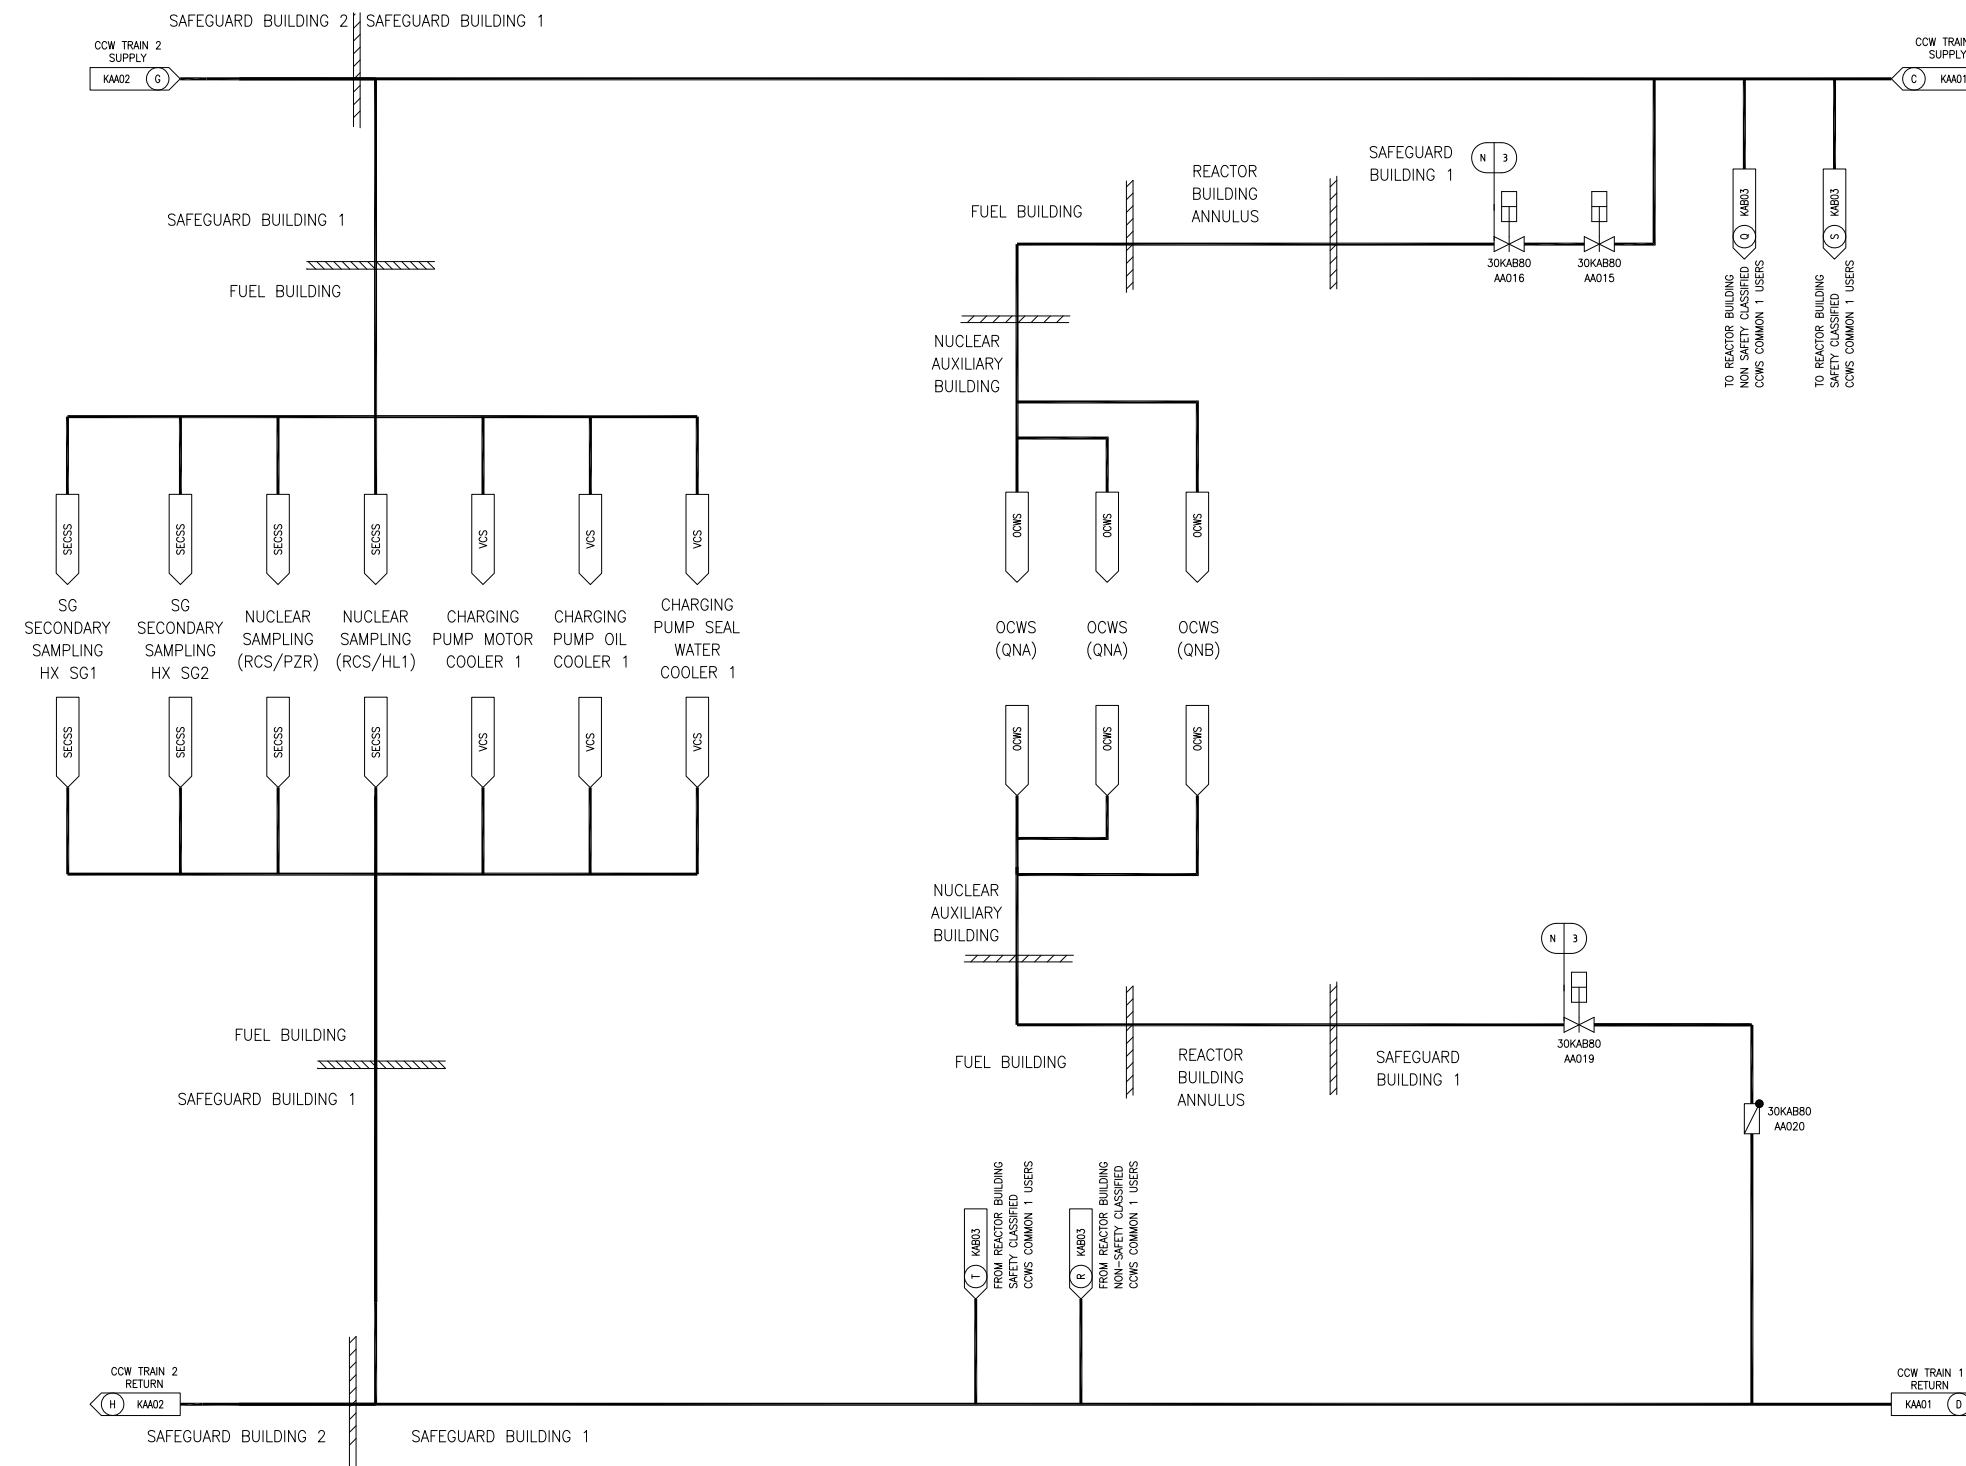 SAFEGUARD BUILDING 2
SAFEGUARD BUILDING 1
CCW TRAIN 2
SUPPLY
KAA02
G
CCW TRAIN
SUPPLY
C
KAA01
SAFEGUARD
BUILDING 1
N
3
REACTOR
BUILDING
ANNULUS
FUEL BUILDING
30KAB80
AA016
30KAB80
AA015
Q
KAB03
TO REACTOR BUILDING
NON SAFETY CLASSIFIED
CCWS COMMON 1 USERS
S
KAB03
TO REACTOR BUILDING
SAFETY CLASSIFIED
CCWS COMMON 1 USERS
SAFEGUARD BUILDING 1
FUEL BUILDING
NUCLEAR
AUXILIARY
BUILDING
SECSS
SECSS
SECSS
SECSS
VCS
VCS
VCS
OCWS
OCWS
OCWS
SG
SECONDARY
SAMPLING
HX SG1
SG
SECONDARY
SAMPLING
HX SG2
NUCLEAR
SAMPLING
(RCS/PZR)
NUCLEAR
SAMPLING
(RCS/HL1)
CHARGING
PUMP MOTOR
COOLER 1
CHARGING
PUMP OIL
COOLER 1
CHARGING
PUMP SEAL
WATER
COOLER 1
OCWS
(QNA)
OCWS
(QNA)
OCWS
(QNB)
SECSS
SECSS
SECSS
SECSS
VCS
VCS
VCS
OCWS
OCWS
OCWS
NUCLEAR
AUXILIARY
BUILDING
N
3
30KAB80
AA019
FUEL BUILDING
SAFEGUARD BUILDING 1
FUEL BUILDING
REACTOR
BUILDING
ANNULUS
SAFEGUARD
BUILDING 1
30KAB80
AA020
T
KAB03
FROM REACTOR BUILDING
SAFETY CLASSIFIED
CCWS COMMON 1 USERS
R
KAB03
FROM REACTOR BUILDING
NON-SAFETY CLASSIFIED
CCWS COMMON 1 USERS
CCW TRAIN 2
RETURN
H
KAA02
CCW TRAIN 1
RETURN
KAA01
D
SAFEGUARD BUILDING 2
SAFEGUARD BUILDING 1